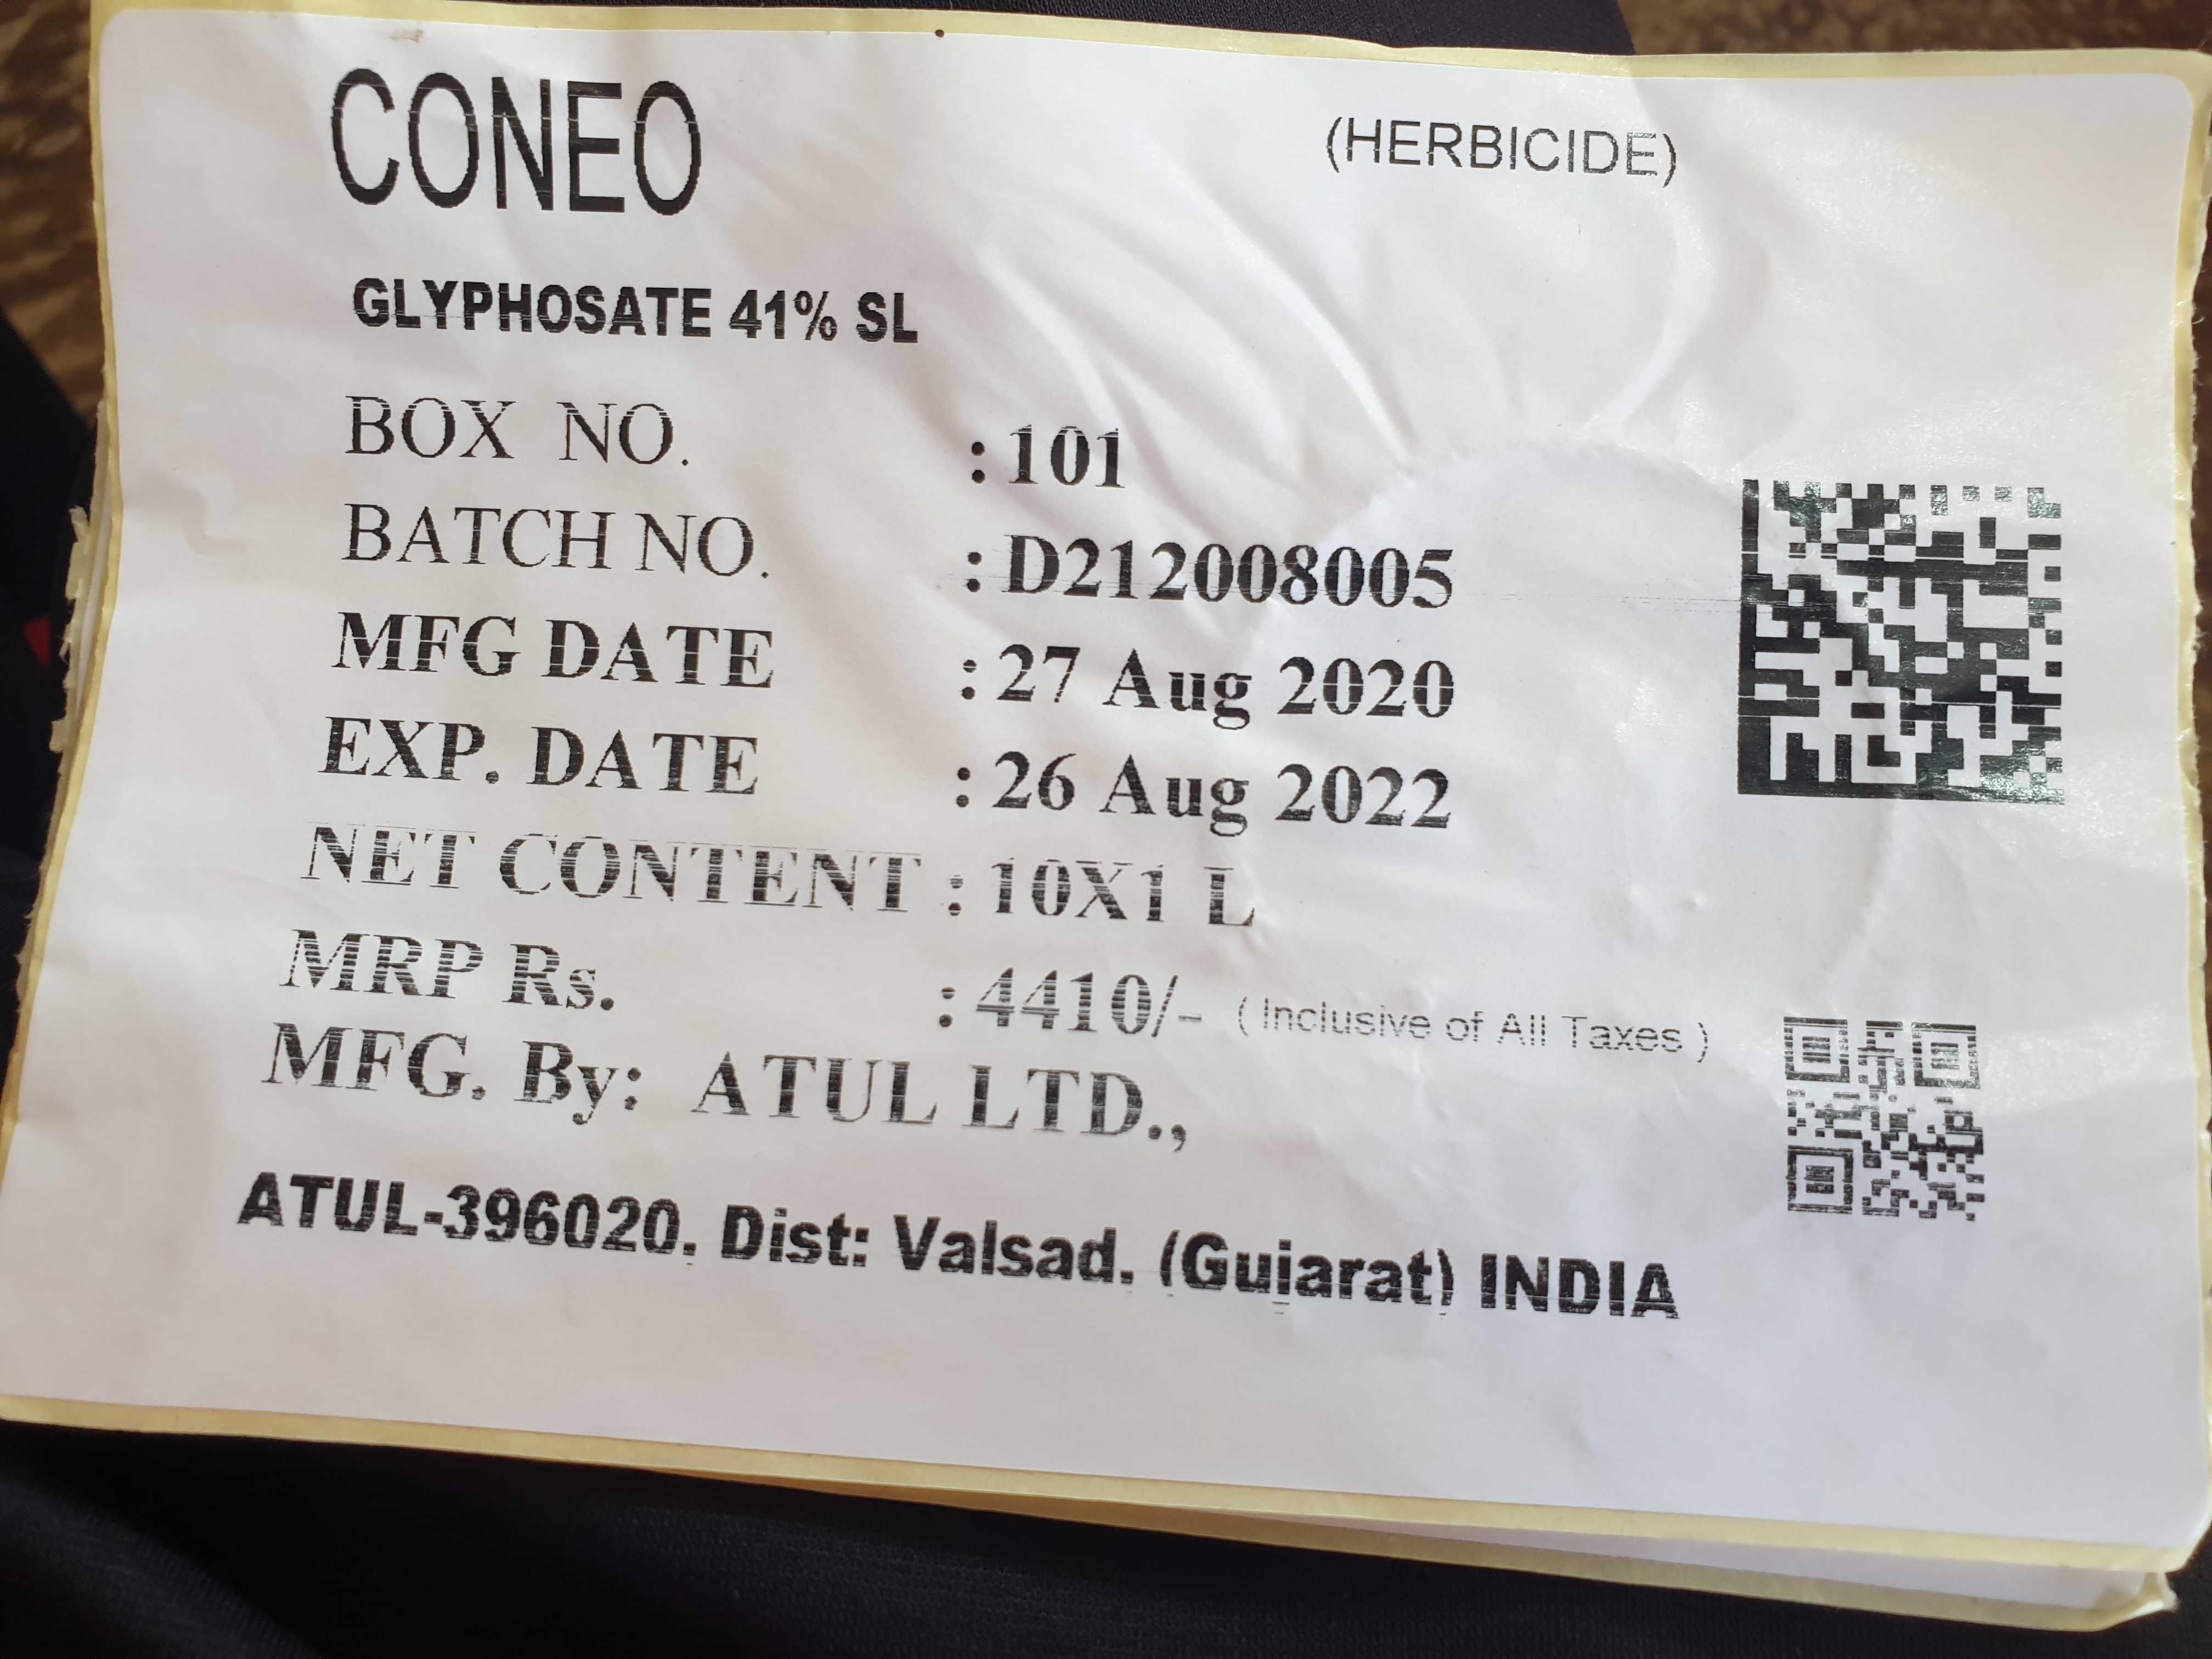 CONEO
(HERBICIDE)
GLYPHOSATE 41% SL
BOX NO. : 101
BATCH NO. : D212008005
MFG DATE : 27 Aug 2020
EXP. DATE : 26 Aug 2022
NET CONTENT : 10X1 L
MRP Rs. : 4410/- ( Inclusive of All Taxes )
MFG. By: ATUL LTD.,
ATUL-396020, Dist: Valsad, (Gujarat) INDIA